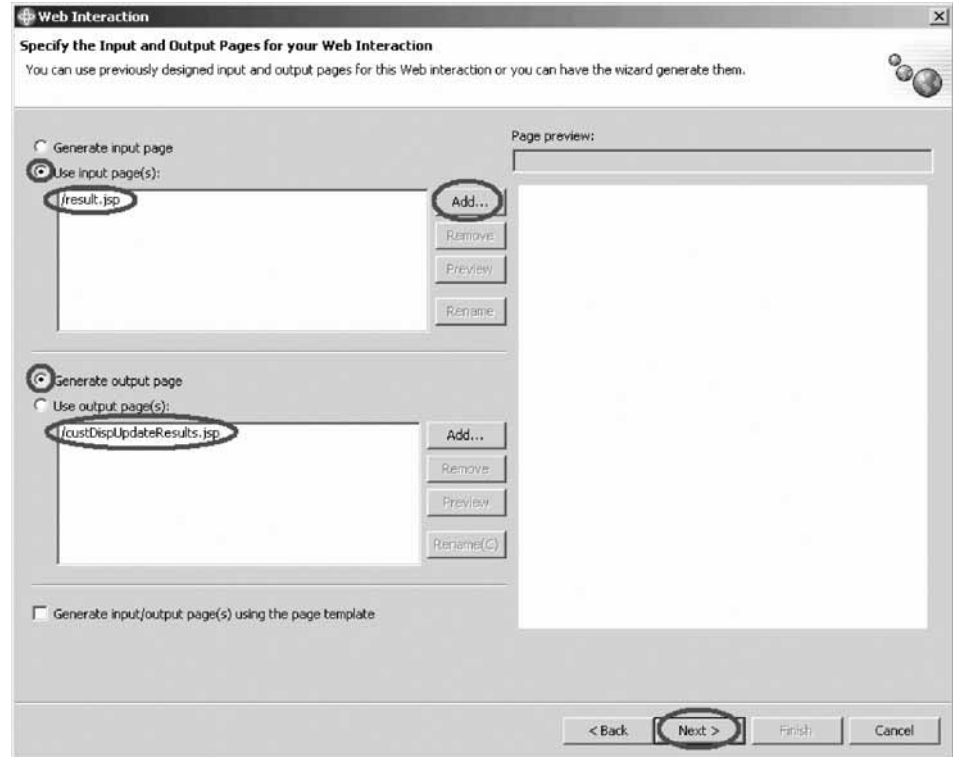 Web Interaction
Specify the Input and Output Pages for your Web Interaction
You can use previously designed input and output pages for this Web interaction or you can have the wizard generate them.
Generate input page
Use input page(s):
/result.jsp
Add...
Remove
Preview
Rename
Page preview:
Generate output page
Use output page(s):
/custDispUpdateResults.jsp
Add...
Remove
Preview
Rename(C)
Generate input/output page(s) using the page template
< Back
Next >
Finish
Cancel